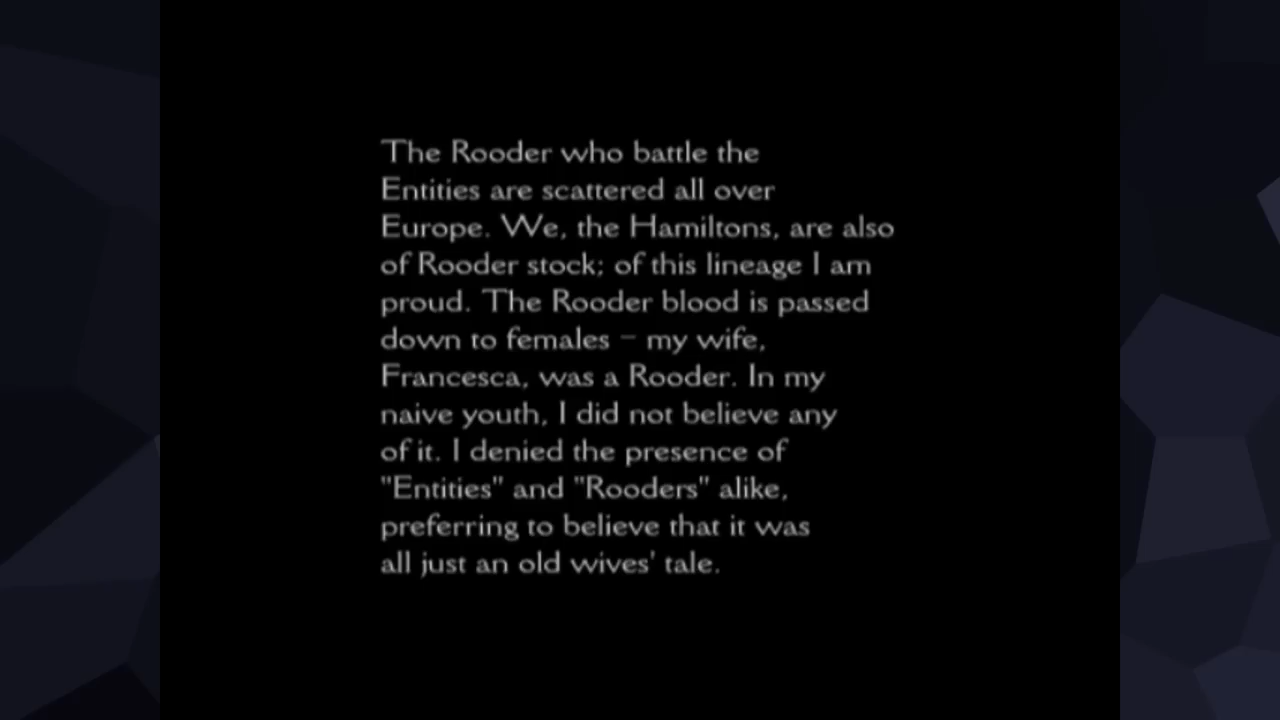 The Rooder who battle the
Entities are scattered all over
Europe. We, the Hamiltons, are also
of Rooder stock; of this lineage I am
proud. The Rooder blood is passed
down to females – my wife,
Francesca, was a Rooder. In my
naive youth, I did not believe any
of it. I denied the presence of
"Entities" and "Rooders" alike,
preferring to believe that it was
all just an old wives' tale.